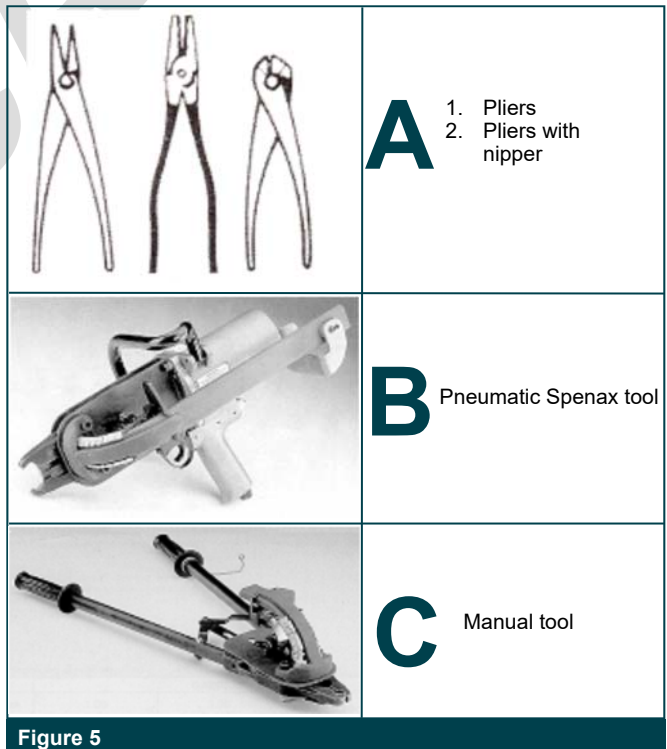 A
1. Pliers
2. Pliers with
nipper
B
Pneumatic Spenax tool
C
Manual tool
Figure 5